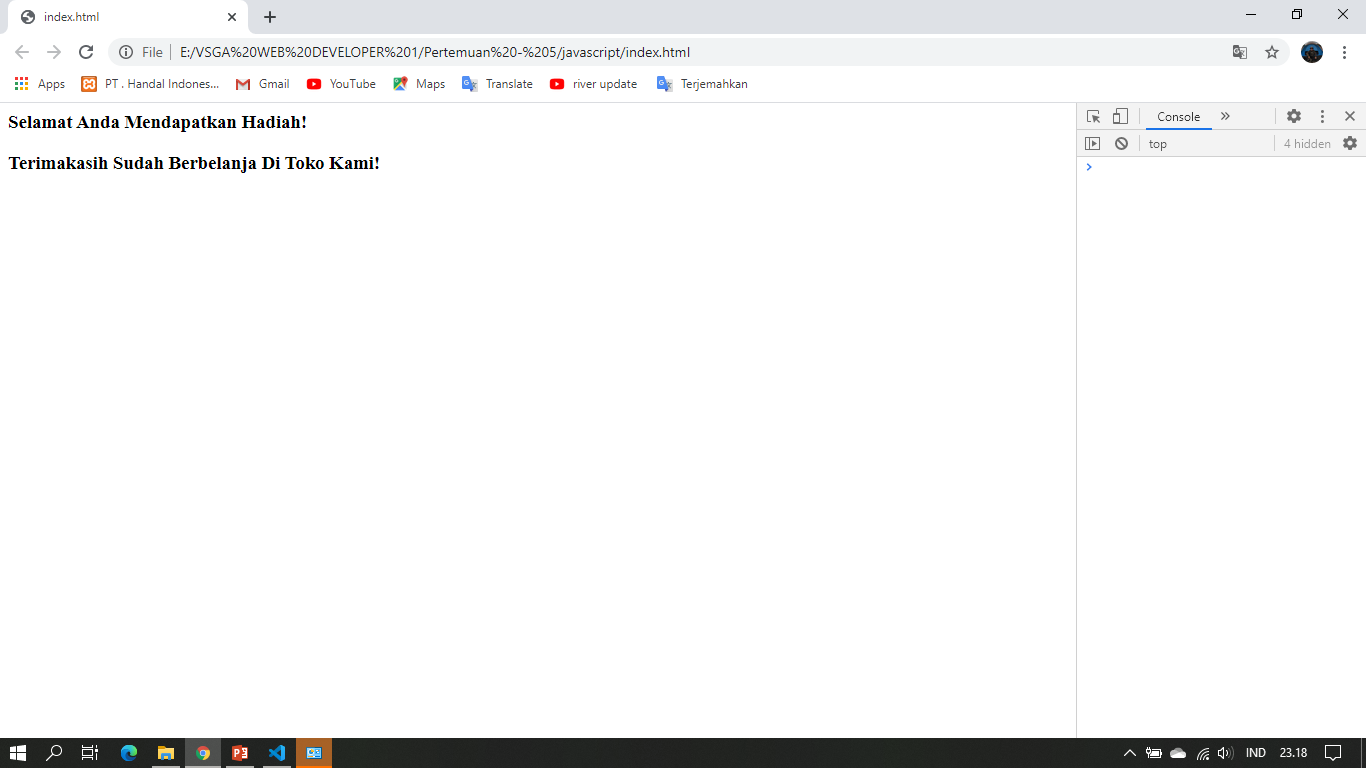 index.html
File
E:/VSGA%20WEB%20DEVELOPER%201/Pertemuan%20-%205/javascript/index.html
Apps
PT . Handal Indones...
Gmail
YouTube
Maps
Translate
river update
Terjemahkan
Selamat Anda Mendapatkan Hadiah!
Terimakasih Sudah Berbelanja Di Toko Kami!
Console
top
4 hidden
IND
23.18